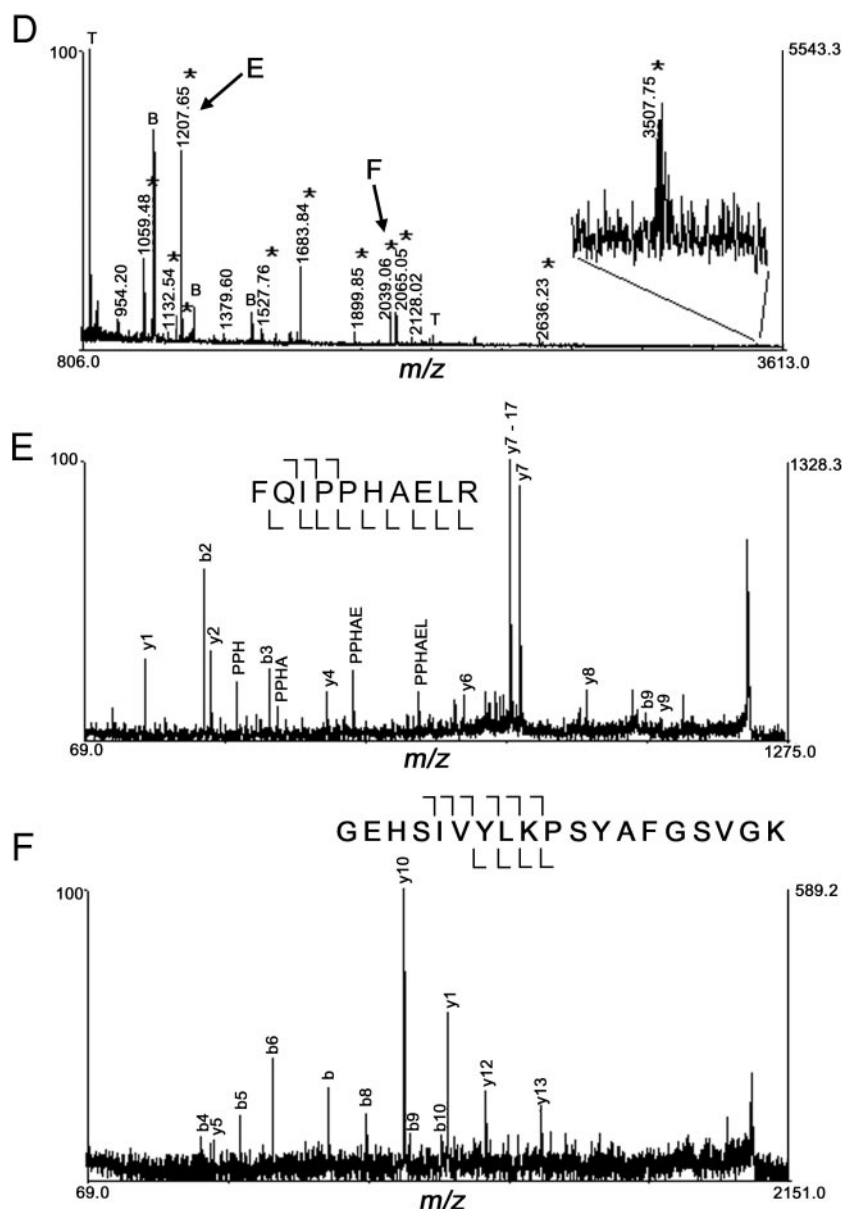 D
T
100
5543.3
*
1207.65
E
B
*
1059.48
954.20
*
1132.54
*
B
1379.60
B
*
1527.76
*
1683.84
*
1899.85
F
*
2039.06
*
2065.05
2128.02
T
*
2636.23
*
3507.75
806.0
m/z
3613.0
E
100
1328.3
FQIPPHAELR
y1
b2
y2
PPH
b3
PPHA
y4
PPHAE
PPHAEL
y6
y7 - 17
y7
y8
b9
y9
69.0
m/z
1275.0
F
GEHSIVYLKPSYAFGSVGK
100
589.2
b4
y5
b5
b6
b
b8
y10
b9
b10
y1
y12
y13
69.0
m/z
2151.0